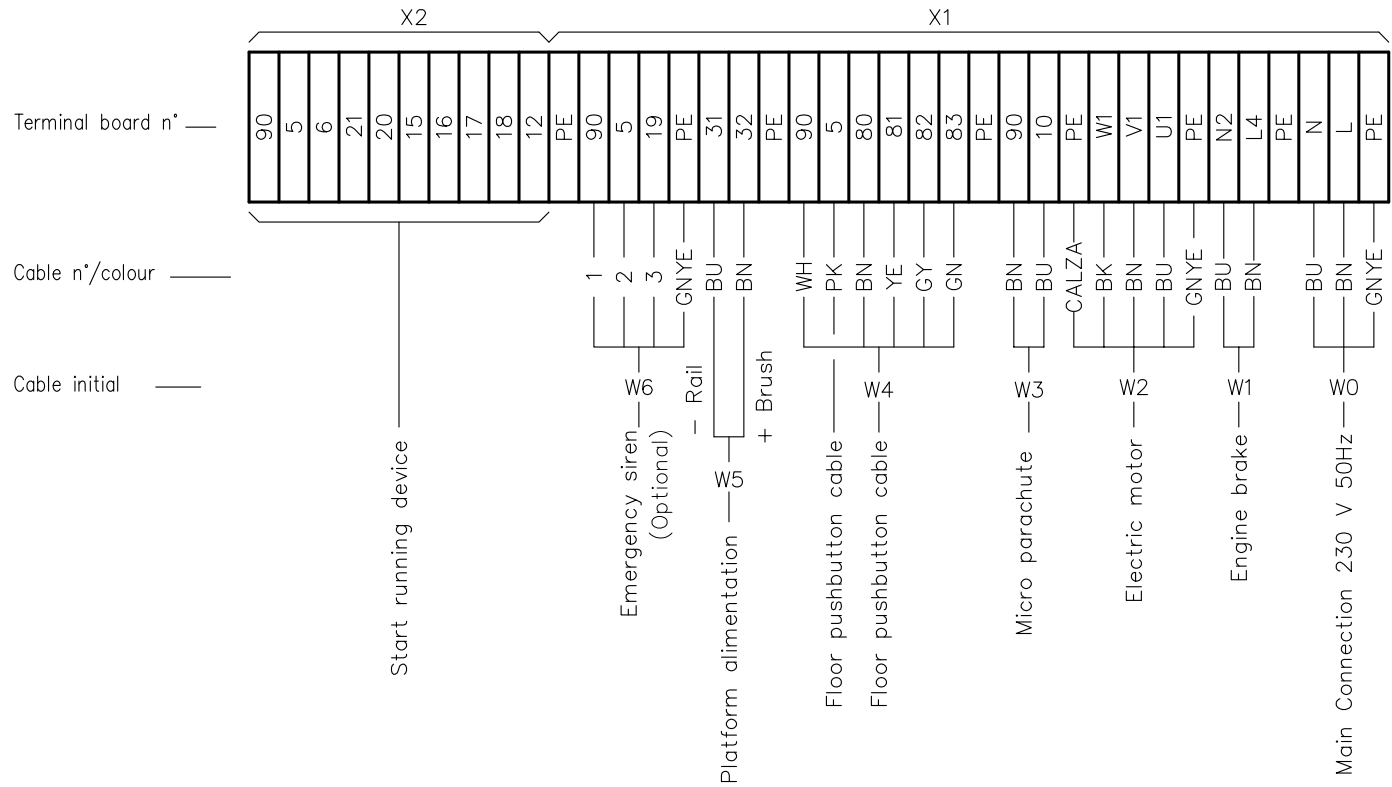 X2 X1
Terminal board n° 90 5 6 21 20 15 16 17 18 12 PE 90 5 19 PE 31 32 PE 90 5 80 81 82 83 PE 90 10 PE W1 V1 U1 PE N2 L4 PE N L PE
Cable n°/colour 1 2 3 GNYE BU BN WH PK BN YE GY GN BN BU CALZA BK BN BU GNYE BU BN BU BN GNYE
Cable initial W6 W4 W3 W2 W1 W0
- Rail
+ Brush
W5
Start running device
Emergency siren
(Optional)
Platform alimentation
Floor pushbutton cable
Floor pushbutton cable
Micro parachute
Electric motor
Engine brake
Main Connection 230 V 50Hz